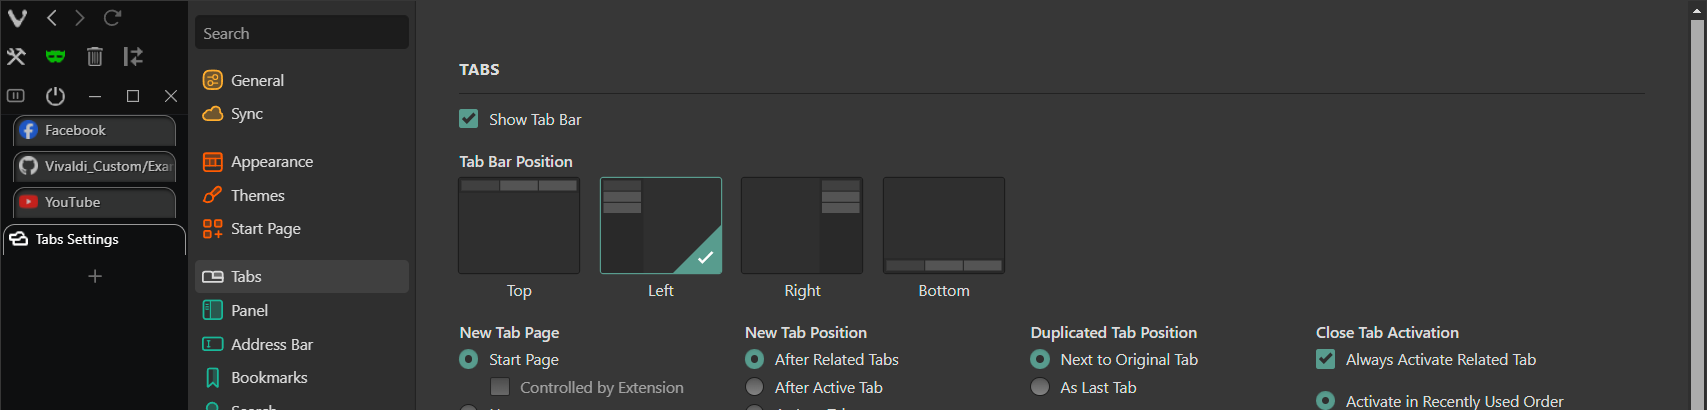 Search
General
Sync
Appearance
Themes
Start Page
Tabs
Panel
Address Bar
Bookmarks
Facebook
Vivaldi_Custom/Exa
YouTube
Tabs Settings
TABS
Show Tab Bar
Tab Bar Position
Top Left Right Bottom
New Tab Page
Start Page
Controlled by Extension
New Tab Position
After Related Tabs
After Active Tab
Duplicated Tab Position
Next to Original Tab
As Last Tab
Close Tab Activation
Always Activate Related Tab
Activate in Recently Used Order